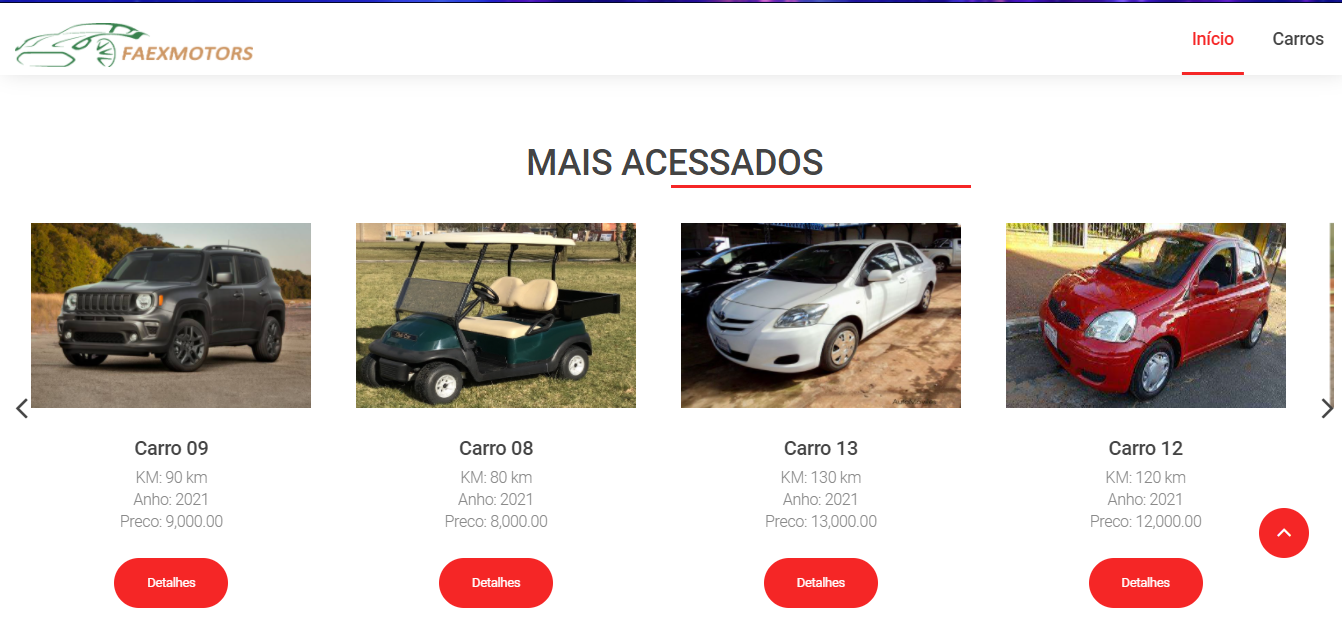 FAEXMOTORS
Início Carros
MAIS ACESSADOS
Carro 09
KM: 90 km
Anho: 2021
Preco: 9,000.00
Detalhes
Carro 08
KM: 80 km
Anho: 2021
Preco: 8,000.00
Detalhes
Carro 13
KM: 130 km
Anho: 2021
Preco: 13,000.00
Detalhes
Carro 12
KM: 120 km
Anho: 2021
Preco: 12,000.00
Detalhes